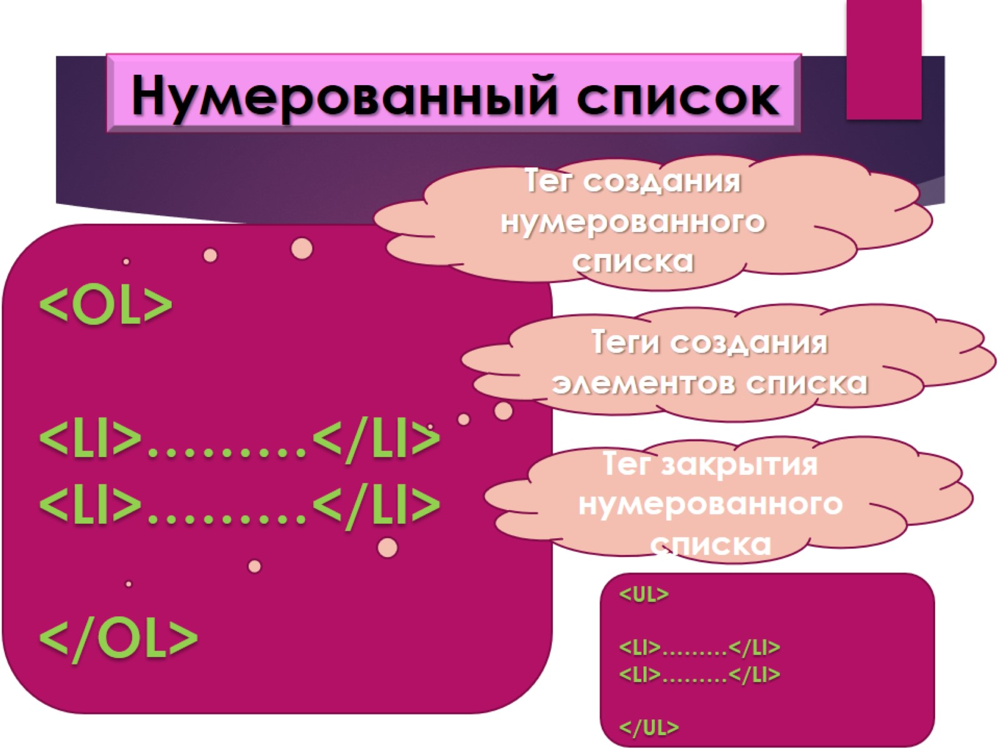 Нумерованный список
Тег создания
нумерованного
списка
<OL>
Теги создания
элементов списка
<LI>.........</LI>
<LI>.........</LI>
Тег закрытия
нумерованного
списка
</OL>
<UL>
<LI>.........</LI>
<LI>.........</LI>
</UL>